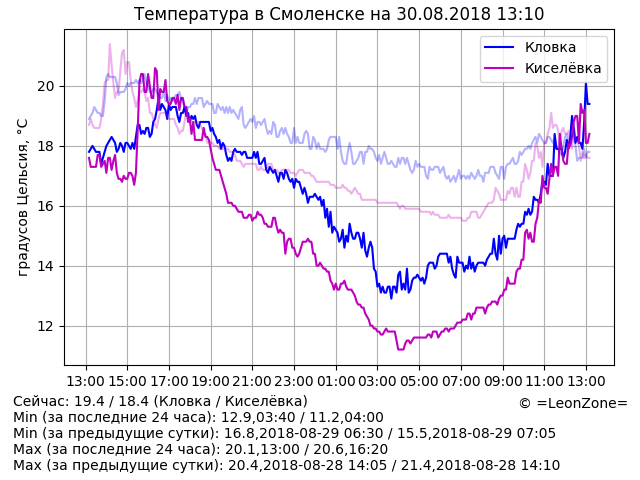 Температура в Смоленске на 30.08.2018 13:10
Кловка
Киселёвка
градусов Цельсия, °C
20
18
16
14
12
13:00 15:00 17:00 19:00 21:00 23:00 01:00 03:00 05:00 07:00 09:00 11:00 13:00
Сейчас: 19.4 / 18.4 (Кловка / Киселёвка)
© =LeonZone=
Min (за последние 24 часа): 12.9,03:40 / 11.2,04:00
Min (за предыдущие сутки): 16.8,2018-08-29 06:30 / 15.5,2018-08-29 07:05
Max (за последние 24 часа): 20.1,13:00 / 20.6,16:20
Max (за предыдущие сутки): 20.4,2018-08-28 14:05 / 21.4,2018-08-28 14:10